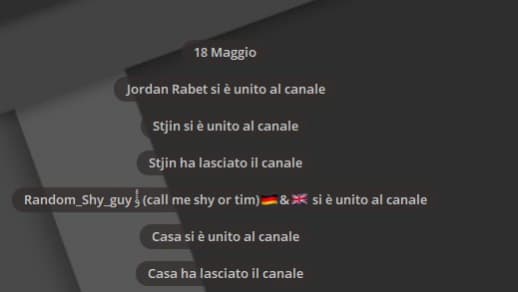 18 Maggio
Jordan Rabet si è unito al canale
Stjin si è unito al canale
Stjin ha lasciato il canale
Random_Shy_guy (call me shy or tim)🇩🇪&🇬🇧 si è unito al canale
Casa si è unito al canale
Casa ha lasciato il canale